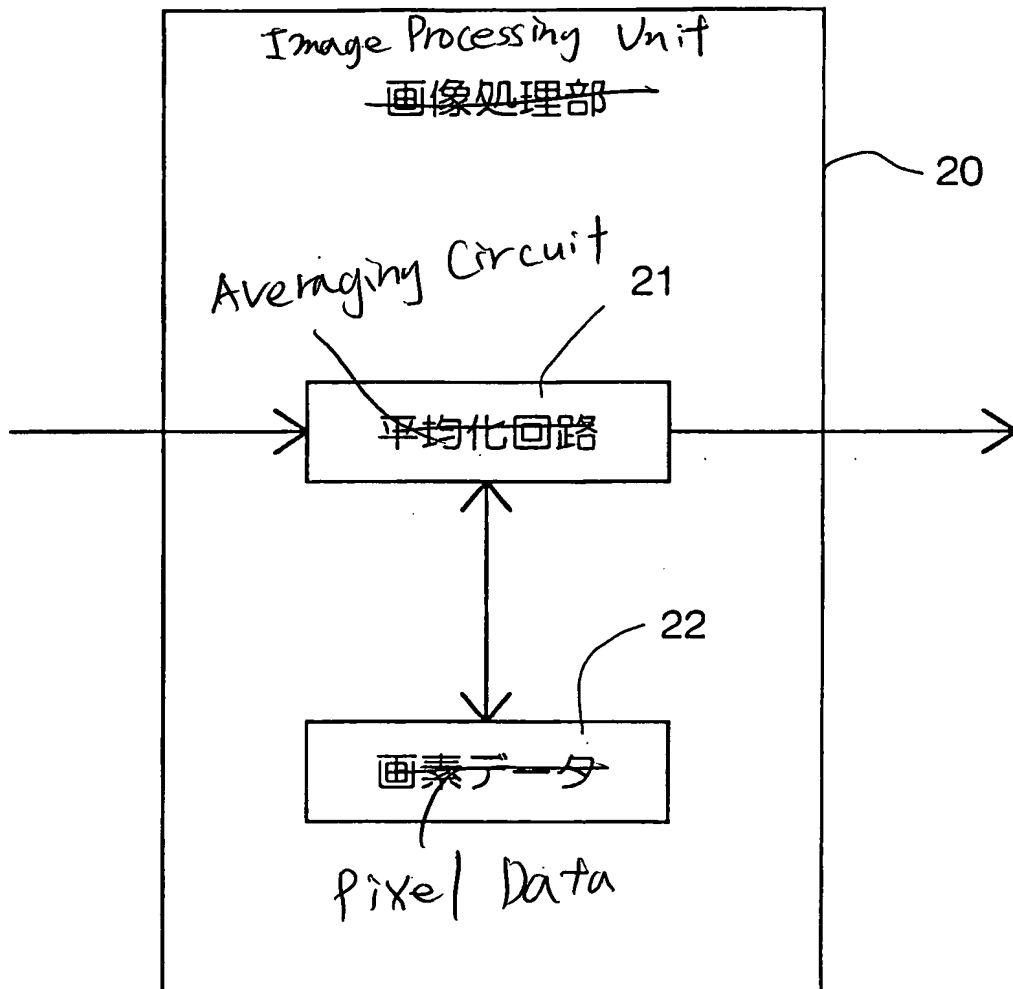 Image Processing Unit
画像処理部
20
Averaging Circuit
21
平均化回路
22
画素データ
Pixel Data